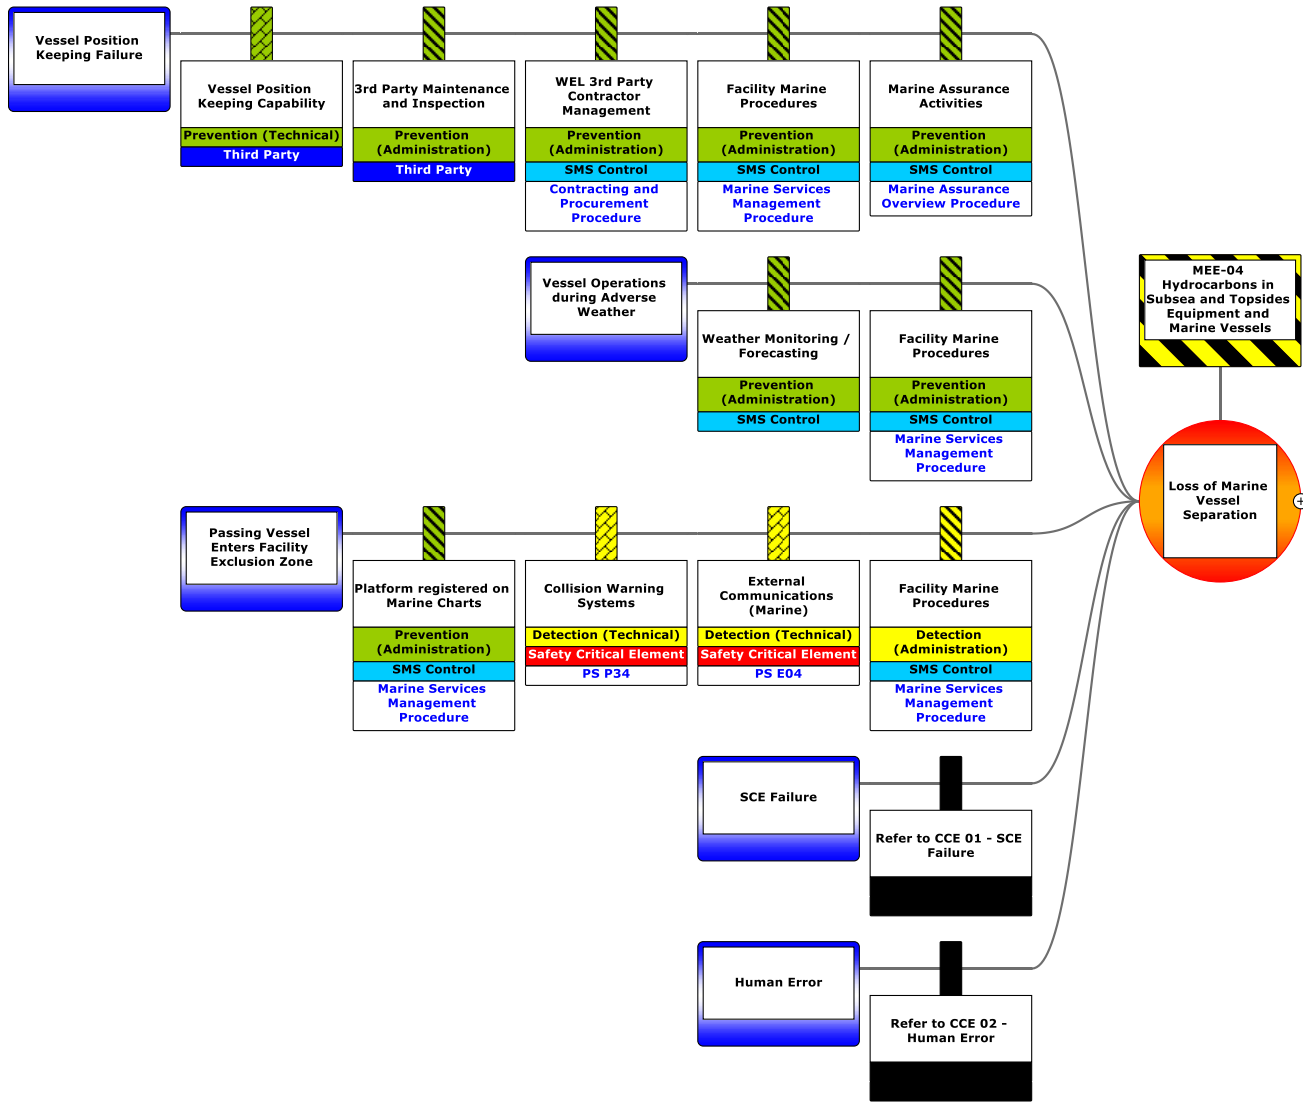 Vessel Position
Keeping Failure
Vessel Position
Keeping Capability
Prevention (Technical)
Third Party
3rd Party Maintenance
and Inspection
Prevention
(Administration)
Third Party
WEL 3rd Party
Contractor
Management
Prevention
(Administration)
SMS Control
Contracting and
Procurement
Procedure
Facility Marine
Procedures
Prevention
(Administration)
SMS Control
Marine Services
Management
Procedure
Marine Assurance
Activities
Prevention
(Administration)
SMS Control
Marine Assurance
Overview Procedure
Vessel Operations
during Adverse
Weather
Weather Monitoring /
Forecasting
Prevention
(Administration)
SMS Control
Facility Marine
Procedures
Prevention
(Administration)
SMS Control
Marine Services
Management
Procedure
MEE-04
Hydrocarbons in
Subsea and Topsides
Equipment and
Marine Vessels
Loss of Marine
Vessel
Separation
Passing Vessel
Enters Facility
Exclusion Zone
Platform registered on
Marine Charts
Prevention
(Administration)
SMS Control
Marine Services
Management
Procedure
Collision Warning
Systems
Detection (Technical)
Safety Critical Element
PS P34
External
Communications
(Marine)
Detection (Technical)
Safety Critical Element
PS E04
Facility Marine
Procedures
Detection
(Administration)
SMS Control
Marine Services
Management
Procedure
SCE Failure
Refer to CCE 01 - SCE
Failure
Human Error
Refer to CCE 02 -
Human Error